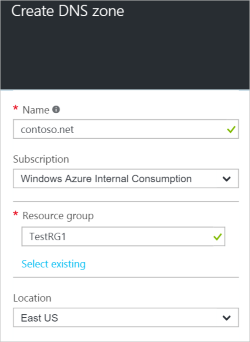 Create DNS zone
* Name
contoso.net
Subscription
Windows Azure Internal Consumption
* Resource group
TestRG1
Select existing
Location
East US